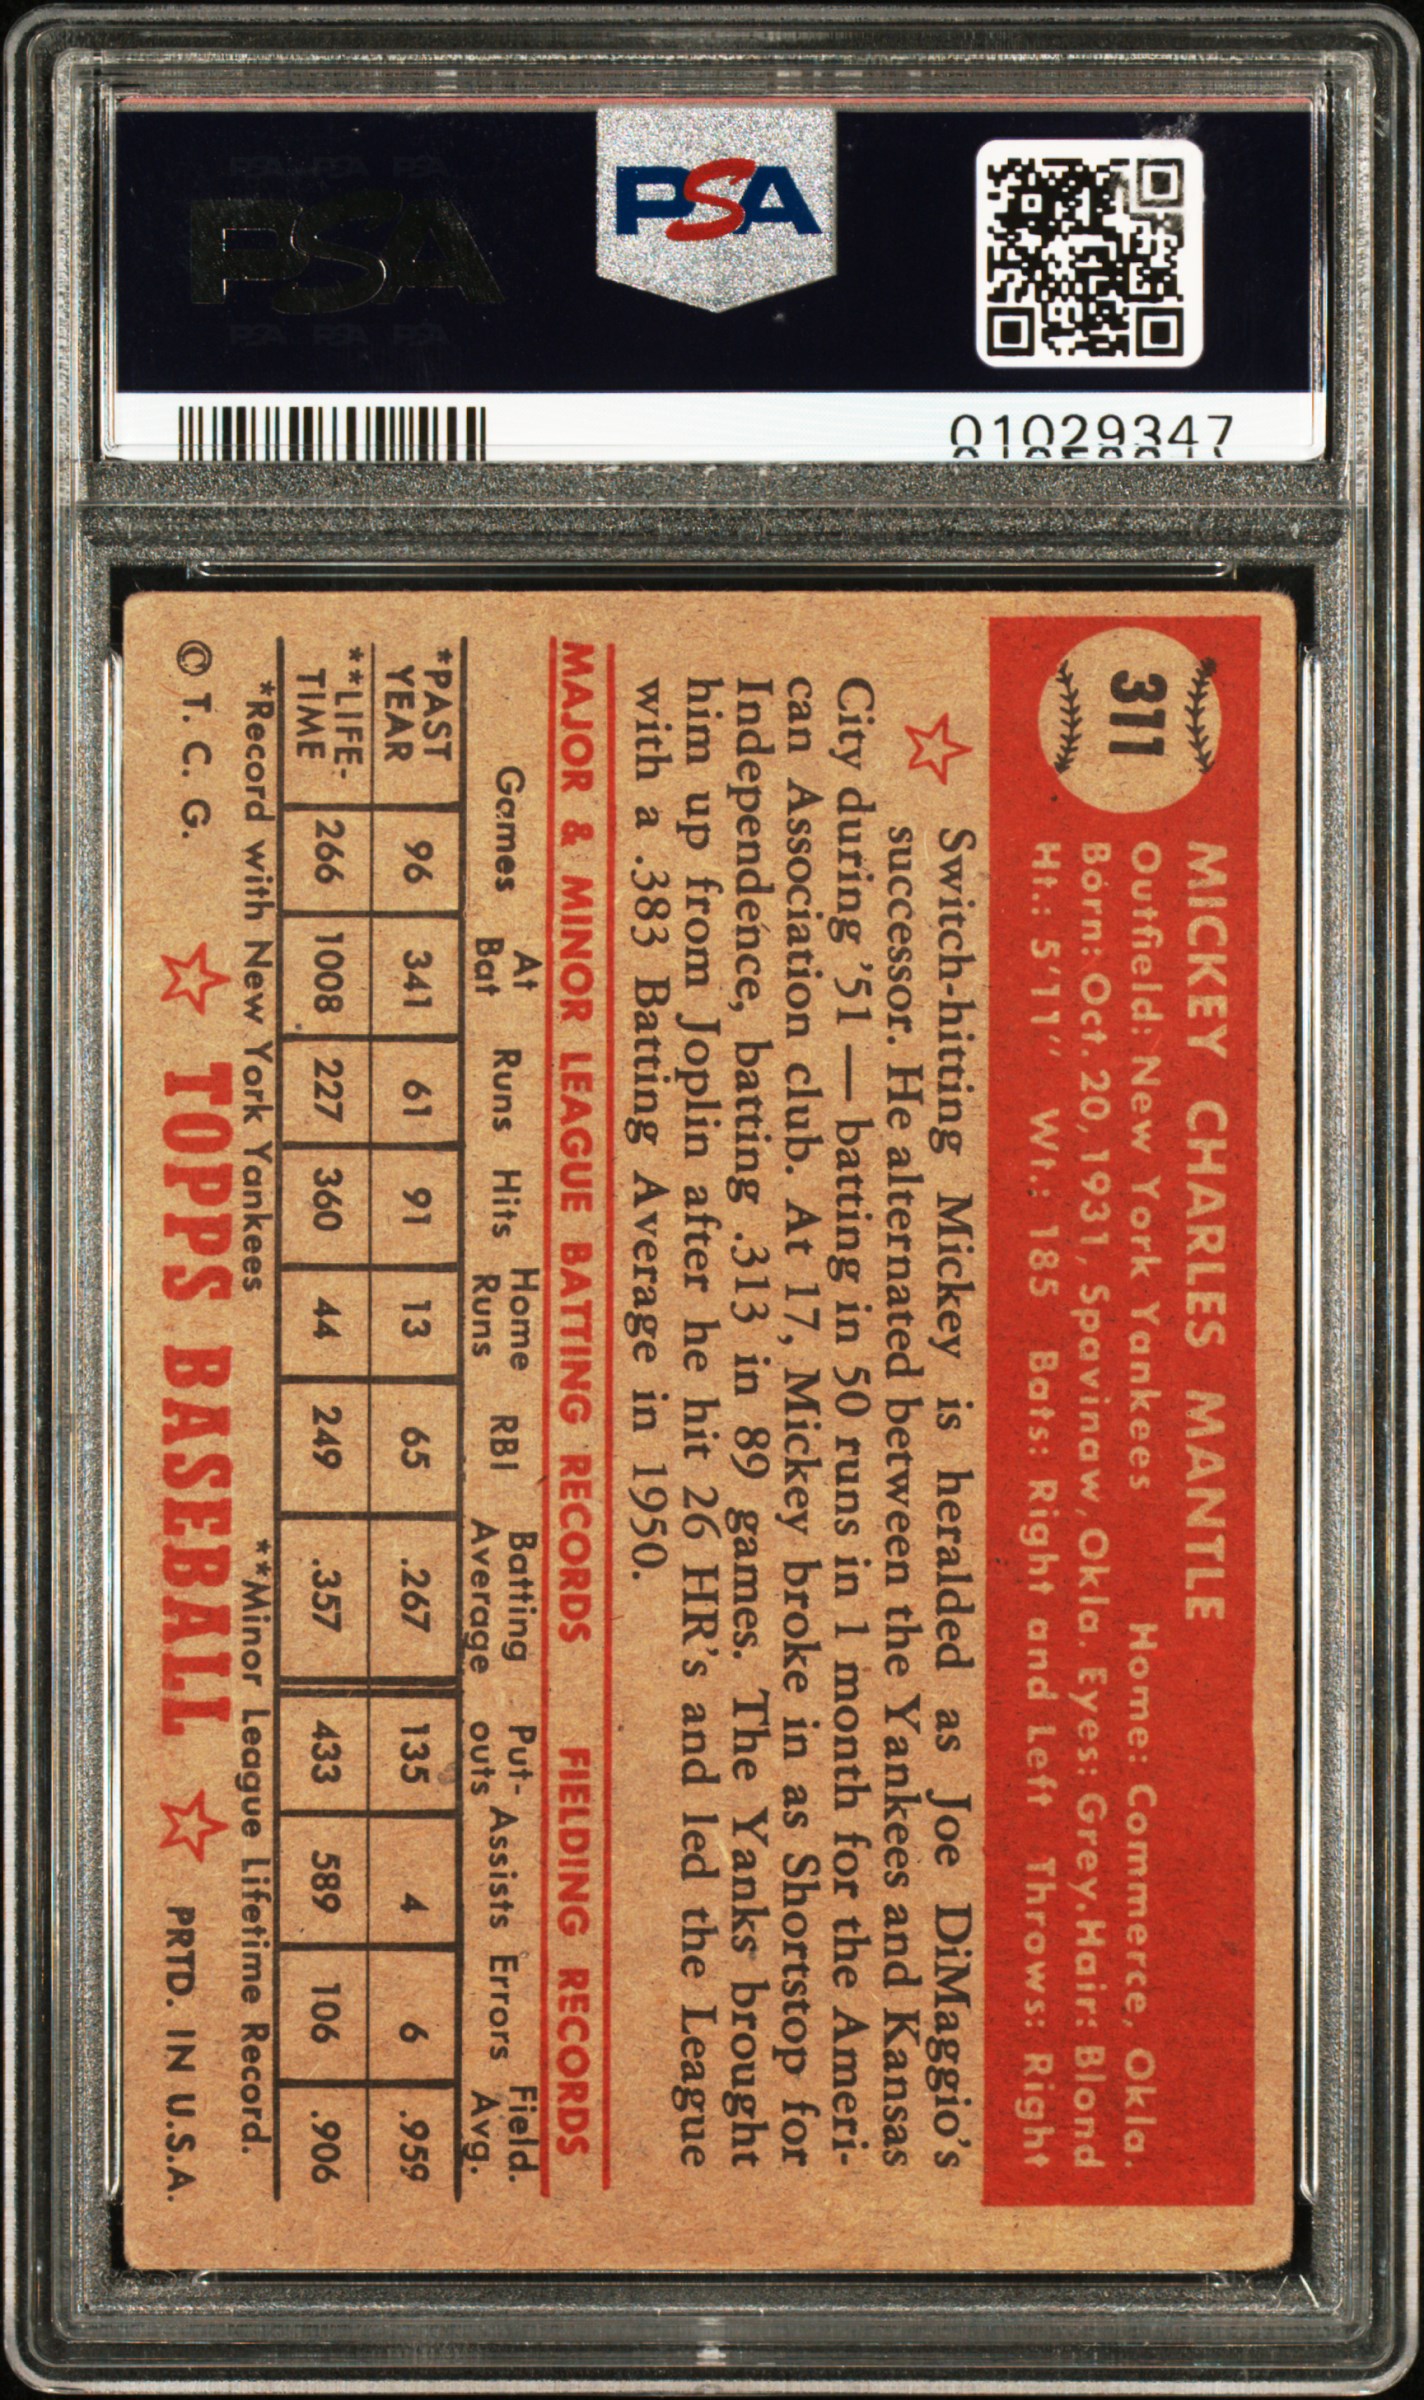 PSA
PSA PSA PSA
PSA
PSA PSA PSA
01029347
311
MICKEY CHARLES MANTLE
Outfield: New York Yankees Home: Commerce, Okla.
Born: Oct. 20, 1931, Spavinaw, Okla. Eyes: Grey. Hair: Blond
Ht.: 5'11" Wt.: 185 Bats: Right and Left Throws: Right
Switch-hitting Mickey is heralded as Joe DiMaggio's
successor. He alternated between the Yankees and Kansas
City during '51 — batting in 50 runs in 1 month for the Ameri-
can Association club. At 17, Mickey broke in as Shortstop for
Independence, batting .313 in 89 games. The Yanks brought
him up from Joplin after he hit 26 HR's and led the League
with a .383 Batting Average in 1950.
MAJOR & MINOR LEAGUE BATTING RECORDS FIELDING RECORDS
Games At Bat Runs Hits Home Runs RBI Batting Average Put-outs Assists Errors Field. Avg.
*PAST YEAR 96 341 61 91 13 65 .267 135 4 6 .959
**LIFE-TIME 266 1008 227 360 44 249 .357 433 589 106 .906
*Record with New York Yankees **Minor League Lifetime Record.
© T. C. G. TOPPS BASEBALL PRTD. IN U.S.A.